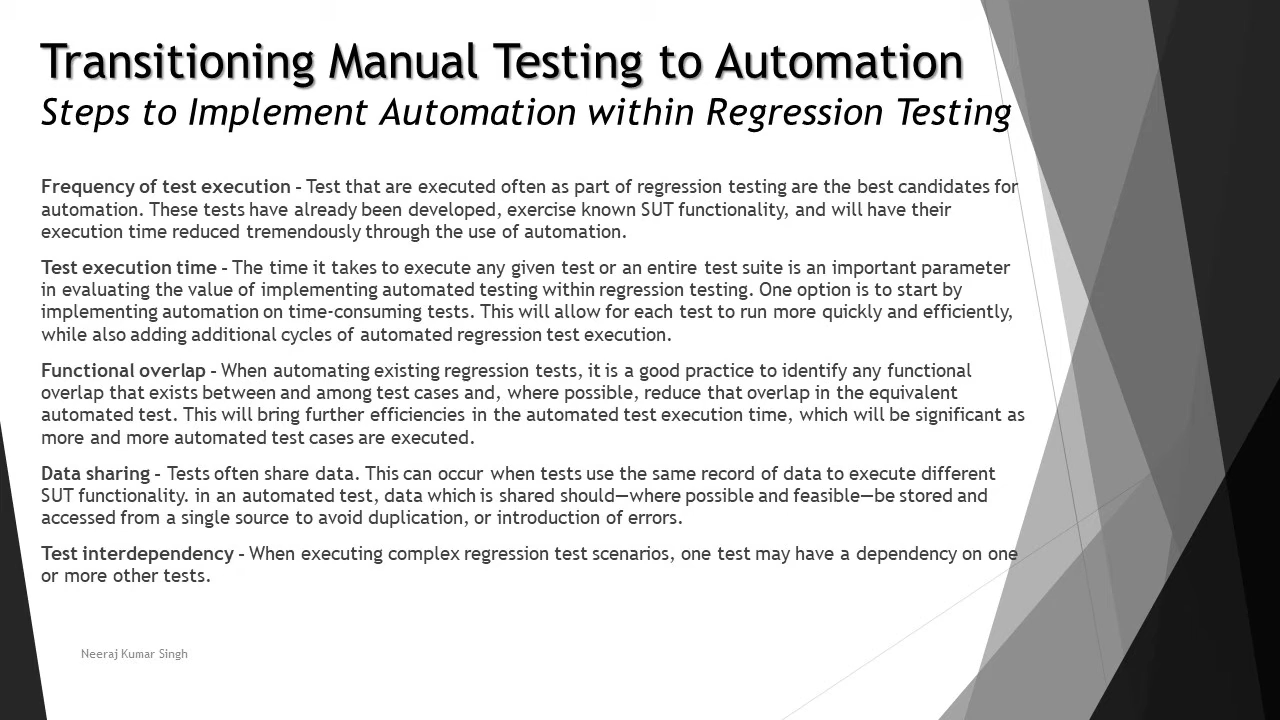 Transitioning Manual Testing to Automation
Steps to Implement Automation within Regression Testing
Frequency of test execution – Test that are executed often as part of regression testing are the best candidates for
automation. These tests have already been developed, exercise known SUT functionality, and will have their
execution time reduced tremendously through the use of automation.
Test execution time – The time it takes to execute any given test or an entire test suite is an important parameter
in evaluating the value of implementing automated testing within regression testing. One option is to start by
implementing automation on time-consuming tests. This will allow for each test to run more quickly and efficiently,
while also adding additional cycles of automated regression test execution.
Functional overlap – When automating existing regression tests, it is a good practice to identify any functional
overlap that exists between and among test cases and, where possible, reduce that overlap in the equivalent
automated test. This will bring further efficiencies in the automated test execution time, which will be significant as
more and more automated test cases are executed.
Data sharing – Tests often share data. This can occur when tests use the same record of data to execute different
SUT functionality. in an automated test, data which is shared should—where possible and feasible—be stored and
accessed from a single source to avoid duplication, or introduction of errors.
Test interdependency – When executing complex regression test scenarios, one test may have a dependency on one
or more other tests.
Neeraj Kumar Singh